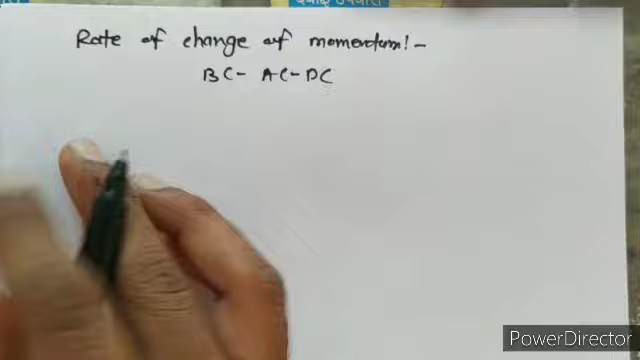 Rate of change of momentum! -
BC - AC - DC
PowerDirector